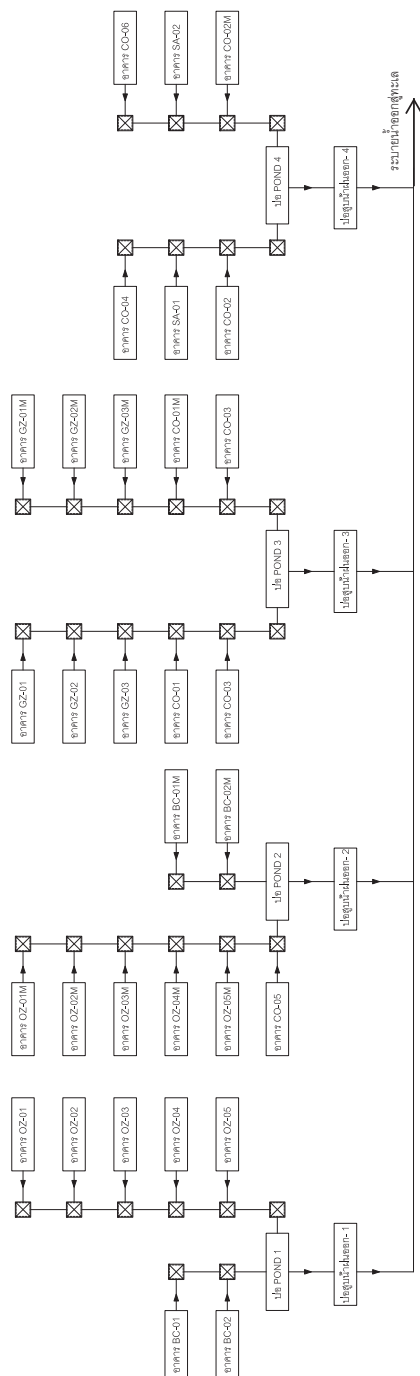 อาคาร OZ-01
อาคาร OZ-01M
อาคาร GZ-01
อาคาร GZ-01M
อาคาร OZ-02
อาคาร OZ-02M
อาคาร GZ-02
อาคาร GZ-02M
อาคาร OZ-03
อาคาร OZ-03M
อาคาร GZ-03
อาคาร GZ-03M
อาคาร CO-04
อาคาร CO-06
อาคาร BC-01
อาคาร OZ-04
อาคาร OZ-04M
อาคาร BC-01M
อาคาร CO-01
อาคาร CO-01M
อาคาร SA-01
อาคาร SA-02
อาคาร BC-02
อาคาร OZ-05
อาคาร OZ-05M
อาคาร BC-02M
อาคาร CO-03
อาคาร CO-03
อาคาร CO-02
อาคาร CO-02M
บ่อ POND 1
อาคาร CO-05
บ่อ POND 2
บ่อ POND 3
บ่อ POND 4
บ่อสูบน้ำฝนออก- 1
บ่อสูบน้ำฝนออก- 2
บ่อสูบน้ำฝนออก- 3
บ่อสูบน้ำฝนออก- 4
ระบายน้ำออกสู่ทะเล